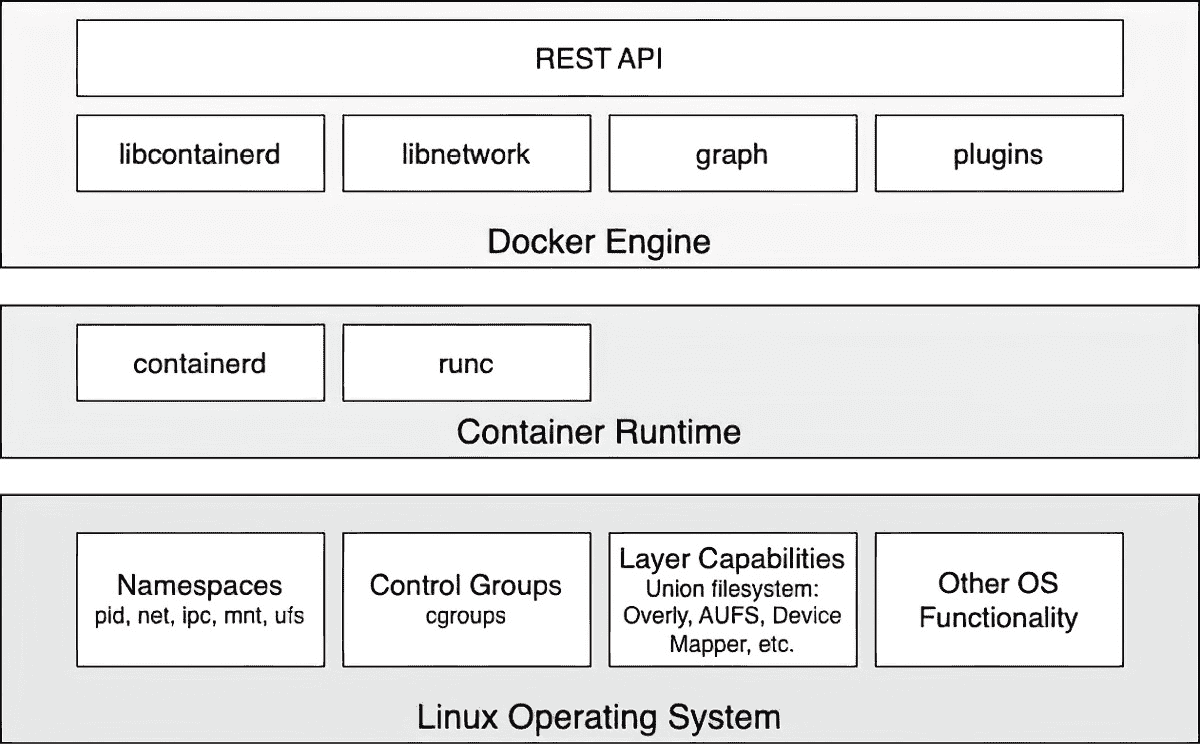 REST API
libcontainerd
libnetwork
graph
plugins
Docker Engine
containerd
runc
Container Runtime
Namespaces
pid, net, ipc, mnt, ufs
Control Groups
cgroups
Layer Capabilities
Union filesystem:
Overly, AUFS, Device
Mapper, etc.
Other OS
Functionality
Linux Operating System